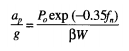 a_p / g = P_o exp (−0.35f_n) / βW